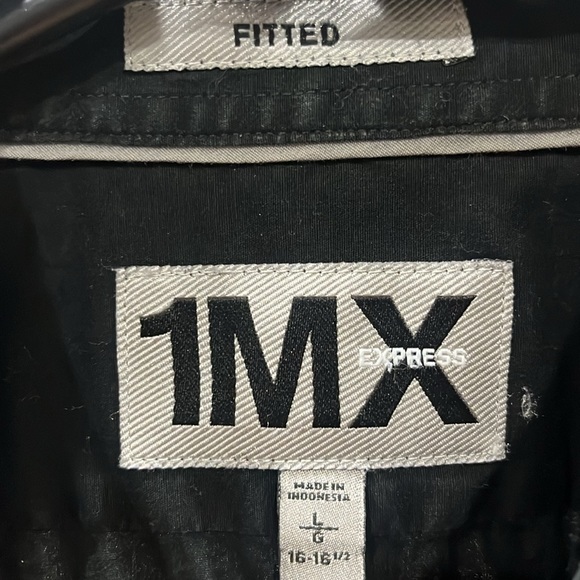 FITTED
1MX
EXPRESS
MADE IN
INDONESIA
L
G
16-16 1/2